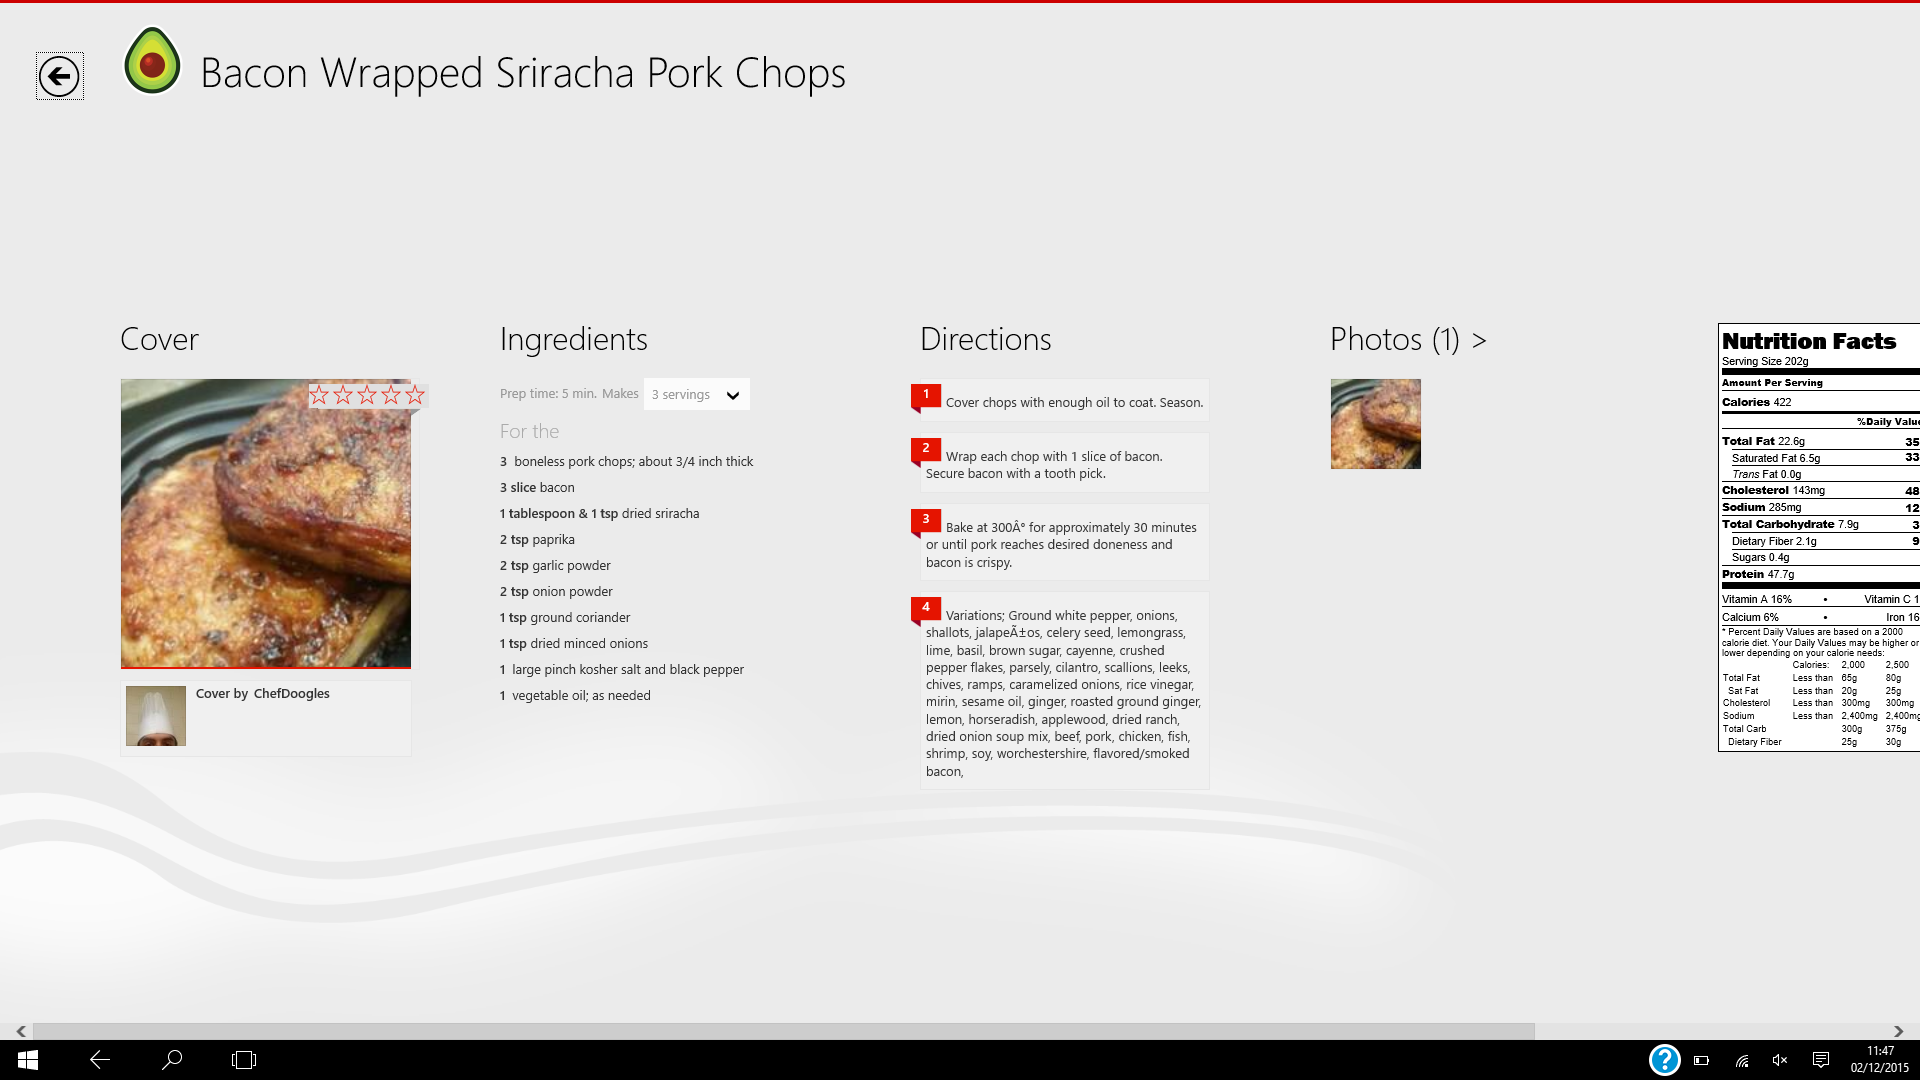 Bacon Wrapped Sriracha Pork Chops
Cover
Cover by ChefDoogles
Ingredients
Prep time: 5 min. Makes 3 servings
For the
3 boneless pork chops; about 3/4 inch thick
3 slice bacon
1 tablespoon & 1 tsp dried sriracha
2 tsp paprika
2 tsp garlic powder
2 tsp onion powder
1 tsp ground coriander
1 tsp dried minced onions
1 large pinch kosher salt and black pepper
1 vegetable oil; as needed
Directions
1 Cover chops with enough oil to coat. Season.
2 Wrap each chop with 1 slice of bacon.
Secure bacon with a tooth pick.
3 Bake at 300Â° for approximately 30 minutes
or until pork reaches desired doneness and
bacon is crispy.
4 Variations; Ground white pepper, onions,
shallots, jalapeÃ±os, celery seed, lemongrass,
lime, basil, brown sugar, cayenne, crushed
pepper flakes, parsely, cilantro, scallions, leeks,
chives, ramps, caramelized onions, rice vinegar,
mirin, sesame oil, ginger, roasted ground ginger,
lemon, horseradish, applewood, dried ranch,
dried onion soup mix, beef, pork, chicken, fish,
shrimp, soy, worchestershire, flavored/smoked
bacon,
Photos (1) >
Nutrition Facts
Serving Size 202g
Amount Per Serving
Calories 422
%Daily Value
Total Fat 22.6g 35
Saturated Fat 6.5g 33
Trans Fat 0.0g
Cholesterol 143mg 48
Sodium 285mg 12
Total Carbohydrate 7.9g 3
Dietary Fiber 2.1g 9
Sugars 0.4g
Protein 47.7g
Vitamin A 16% • Vitamin C 1
Calcium 6% • Iron 16
* Percent Daily Values are based on a 2000
calorie diet. Your Daily Values may be higher or
lower depending on your calorie needs:
Calories: 2,000 2,500
Total Fat Less than 65g 80g
Sat Fat Less than 20g 25g
Cholesterol Less than 300mg 300mg
Sodium Less than 2,400mg 2,400mg
Total Carb 300g 375g
Dietary Fiber 25g 30g
11:47
02/12/2015